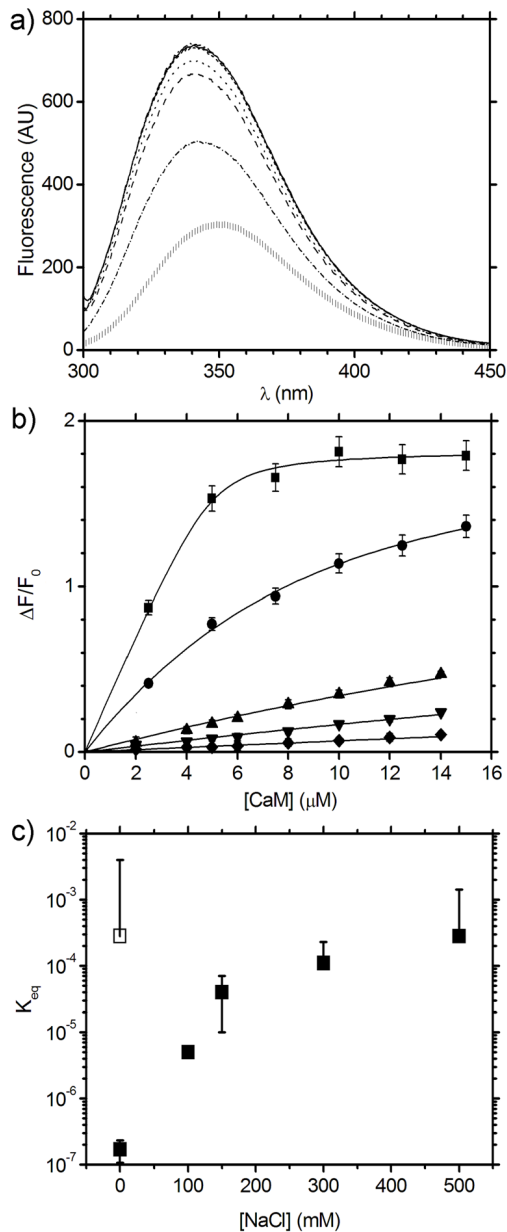 a)
800
600
400
200
0
Fluorescence (AU)
300 350 400 450
λ (nm)
b)
2
1
0
ΔF/F₀
0 2 4 6 8 10 12 14 16
[CaM] (μM)
c)
10⁻²
10⁻³
10⁻⁴
10⁻⁵
10⁻⁶
10⁻⁷
K_eq
0 100 200 300 400 500
[NaCl] (mM)